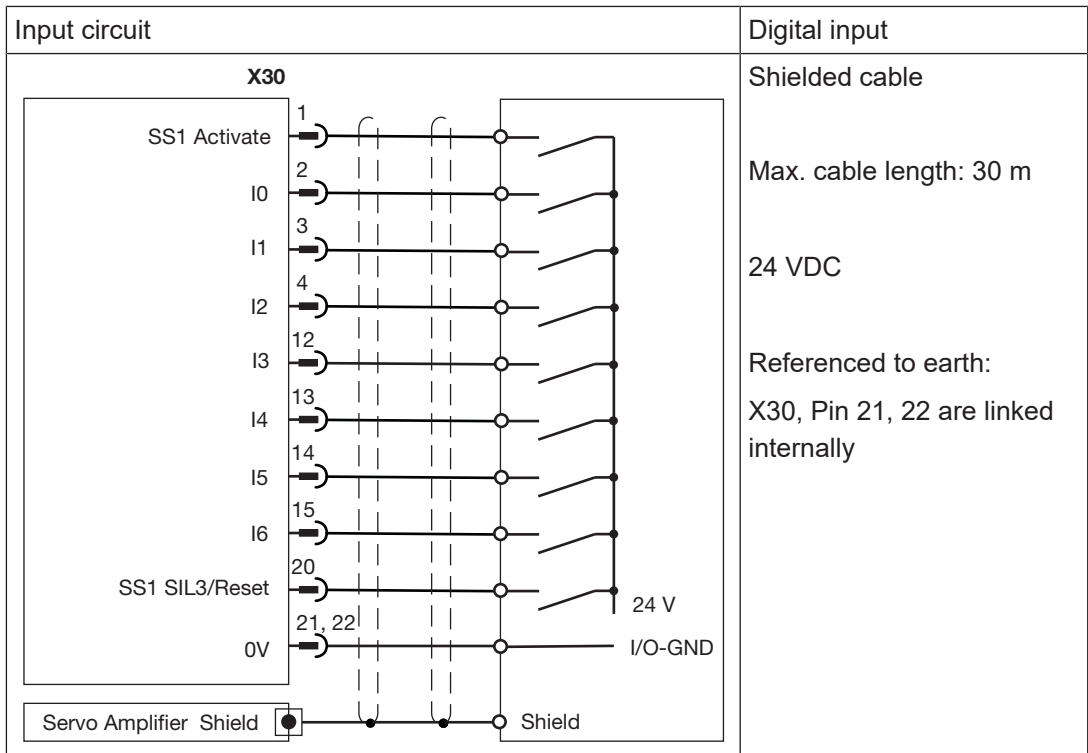 Input circuit
Digital input
X30
SS1 Activate
1
I0
2
I1
3
I2
4
I3
12
I4
13
I5
14
I6
15
SS1 SIL3/Reset
20
24 V
0V
21, 22
I/O-GND
Servo Amplifier Shield
Shield
Shielded cable
Max. cable length: 30 m
24 VDC
Referenced to earth:
X30, Pin 21, 22 are linked
internally